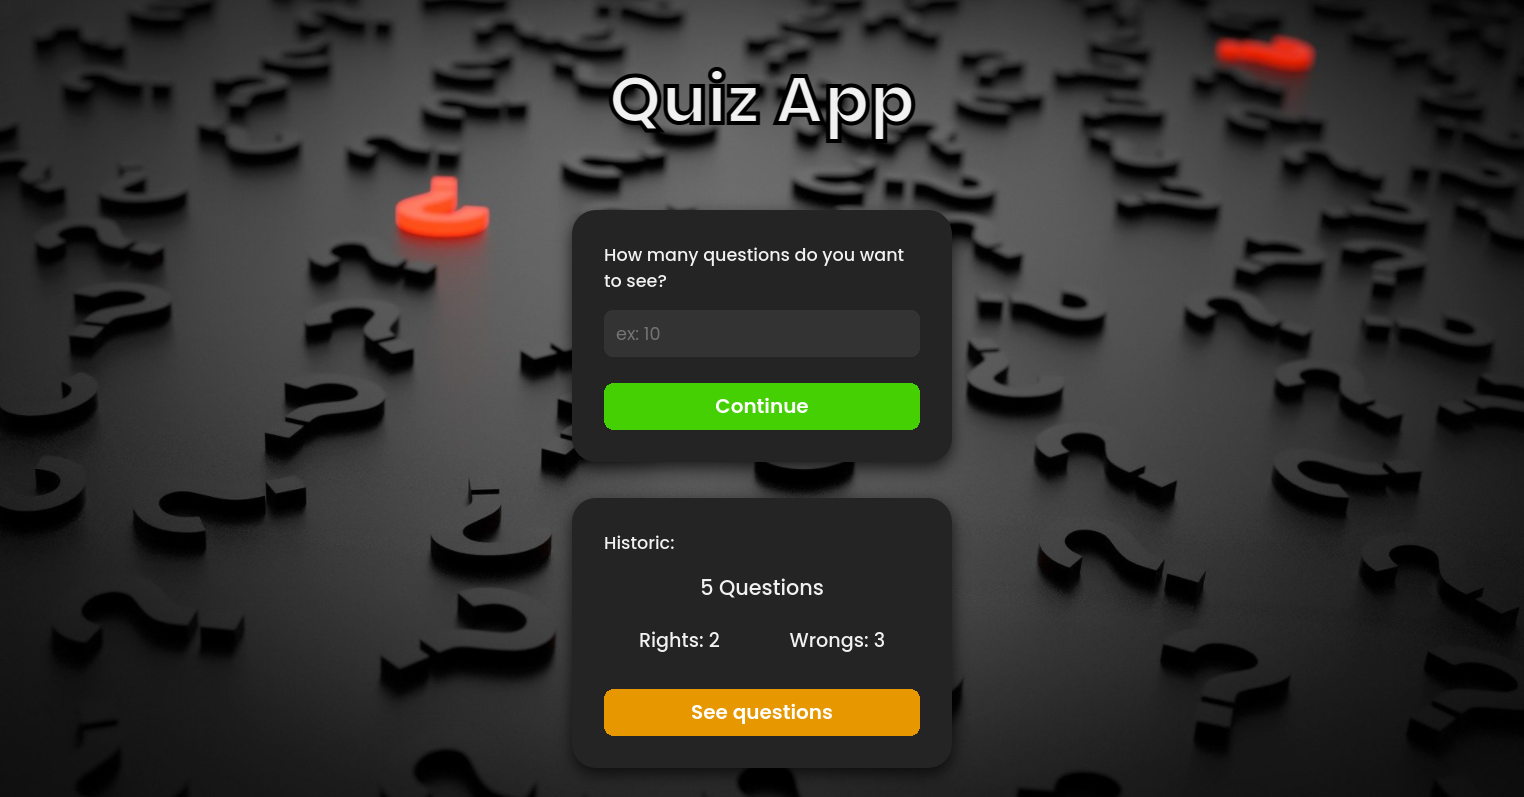 Quiz App
How many questions do you want
to see?
ex: 10
Continue
Historic:
5 Questions
Rights: 2
Wrongs: 3
See questions